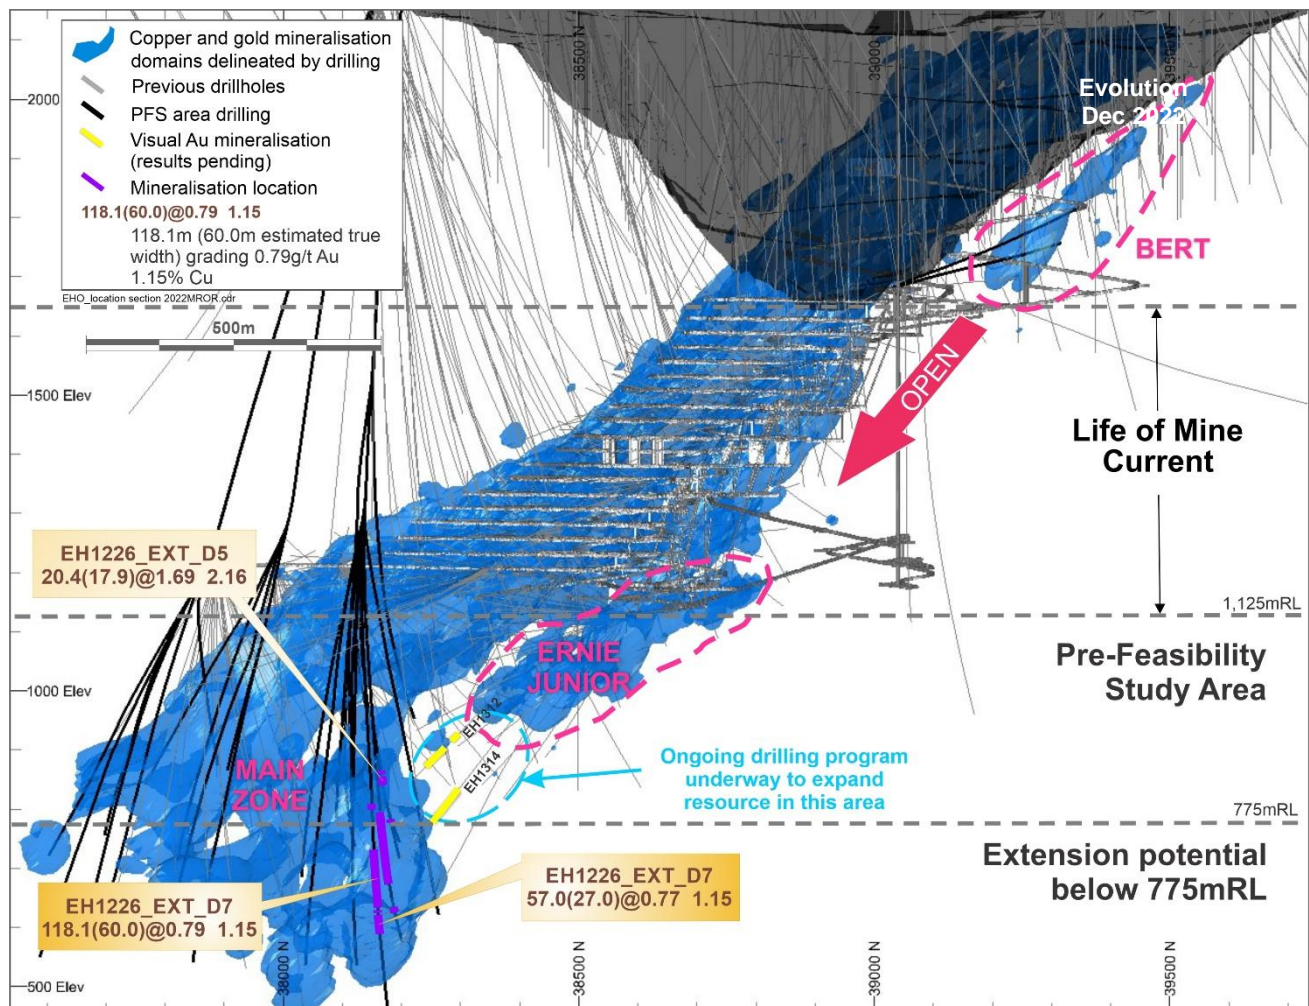 Copper and gold mineralisation
domains delineated by drilling
Previous drillholes
PFS area drilling
Visual Au mineralisation
(results pending)
Mineralisation location
118.1(60.0)@0.79 1.15
118.1m (60.0m estimated true
width) grading 0.79g/t Au
1.15% Cu
EHO_location section 2022MROR.cdr
500m
38500 N
39000 N
39500 N
Evolution
Dec 2022
2000
BERT
OPEN
1500 Elev
Life of Mine
Current
EH1226_EXT_D5
20.4(17.9)@1.69 2.16
1,125mRL
Pre-Feasibility
Study Area
ERNIE
JUNIOR
1000 Elev
EH1312
EH1314
MAIN
ZONE
Ongoing drilling program
underway to expand
resource in this area
775mRL
Extension potential
below 775mRL
EH1226_EXT_D7
118.1(60.0)@0.79 1.15
EH1226_EXT_D7
57.0(27.0)@0.77 1.15
500 Elev
38000 N
38500 N
39000 N
39500 N